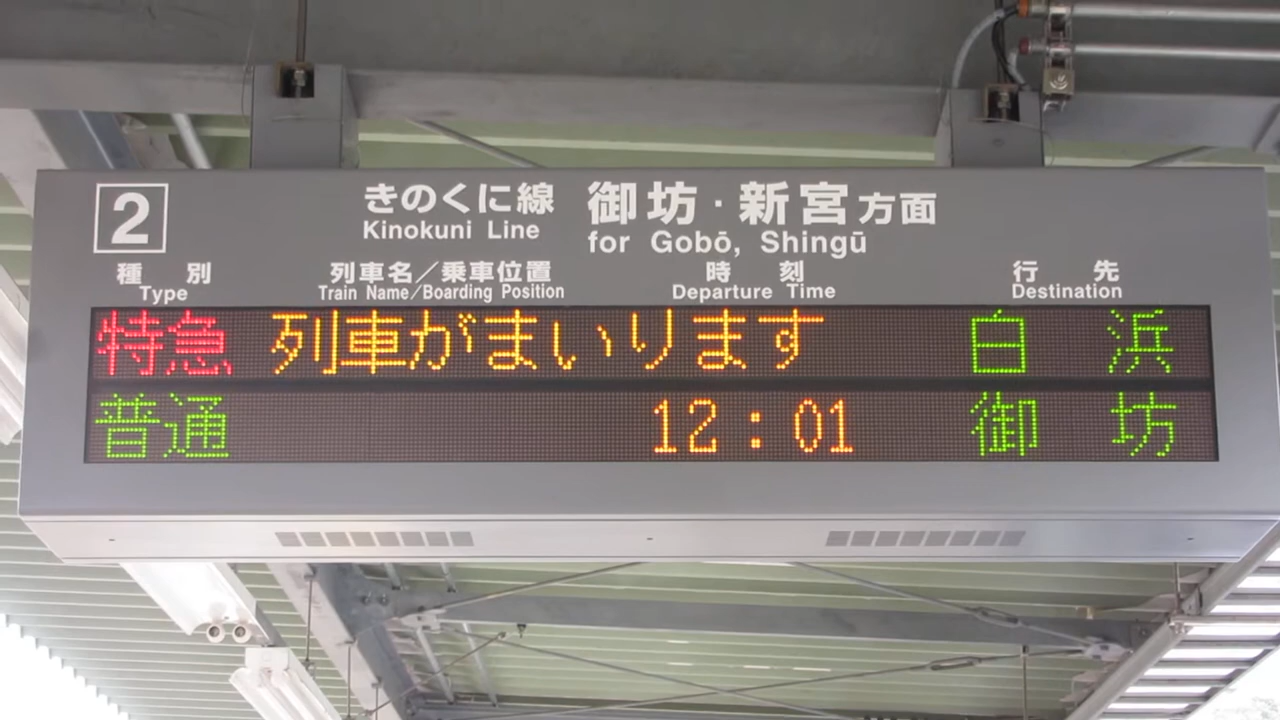 2 きのくに線 御坊・新宮方面
Kinokuni Line for Gobō, Shingū
種別 列車名／乗車位置 時刻 行先
Type Train Name/Boarding Position Departure Time Destination
特急 列車がまいります 白浜
普通 12:01 御坊